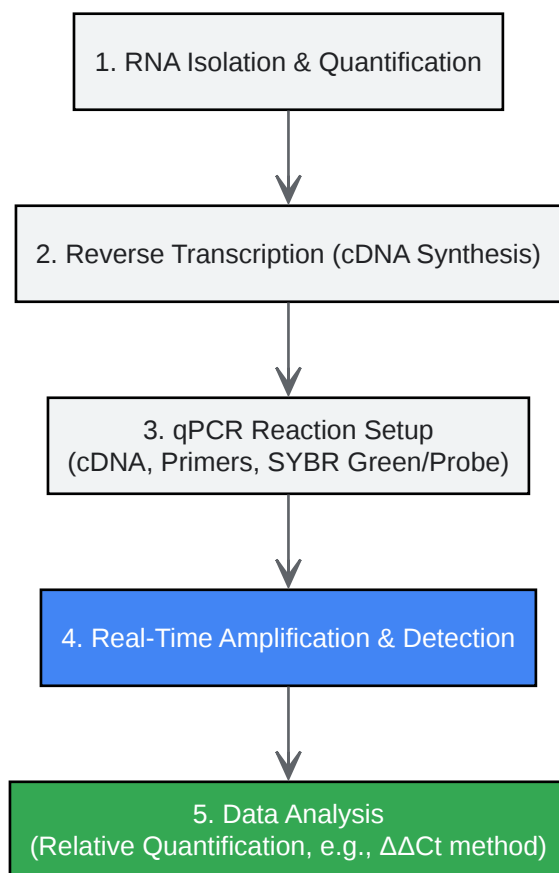 1. RNA Isolation & Quantification
2. Reverse Transcription (cDNA Synthesis)
3. qPCR Reaction Setup
(cDNA, Primers, SYBR Green/Probe)
4. Real-Time Amplification & Detection
5. Data Analysis
(Relative Quantification, e.g., ΔΔCt method)